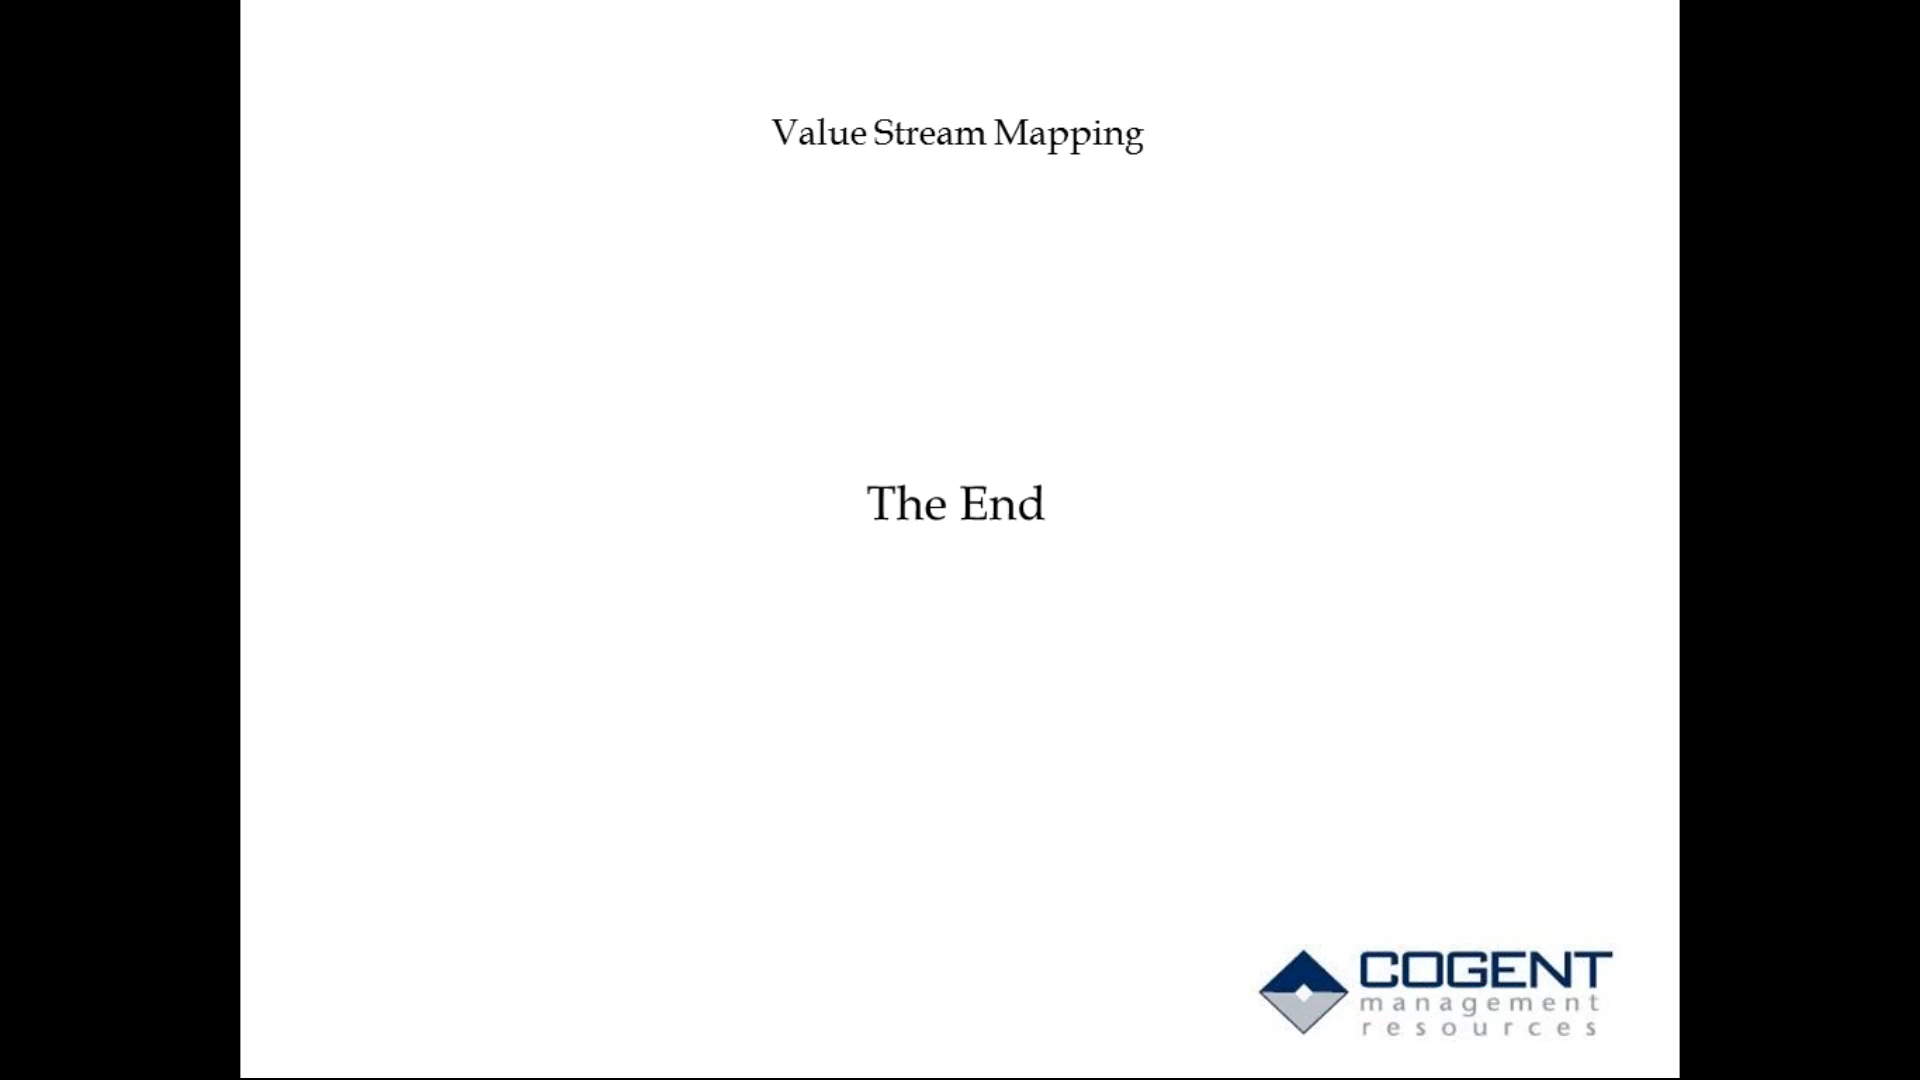 Value Stream Mapping
The End
COGENT
management
resources